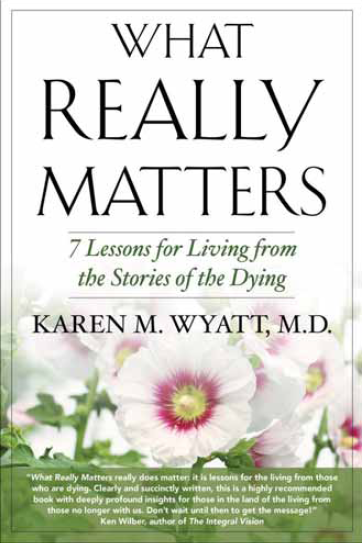 WHAT
REALLY
MATTERS
7 Lessons for Living from
the Stories of the Dying
KAREN M. WYATT, M.D.
"What Really Matters really does matter: it is lessons for the living from those
who are dying. Clearly and succinctly written, this is a highly recommended
book with deeply profound insights for those in the land of the living from
those no longer with us. Don't wait until then to get the message!"
Ken Wilber, author of The Integral Vision